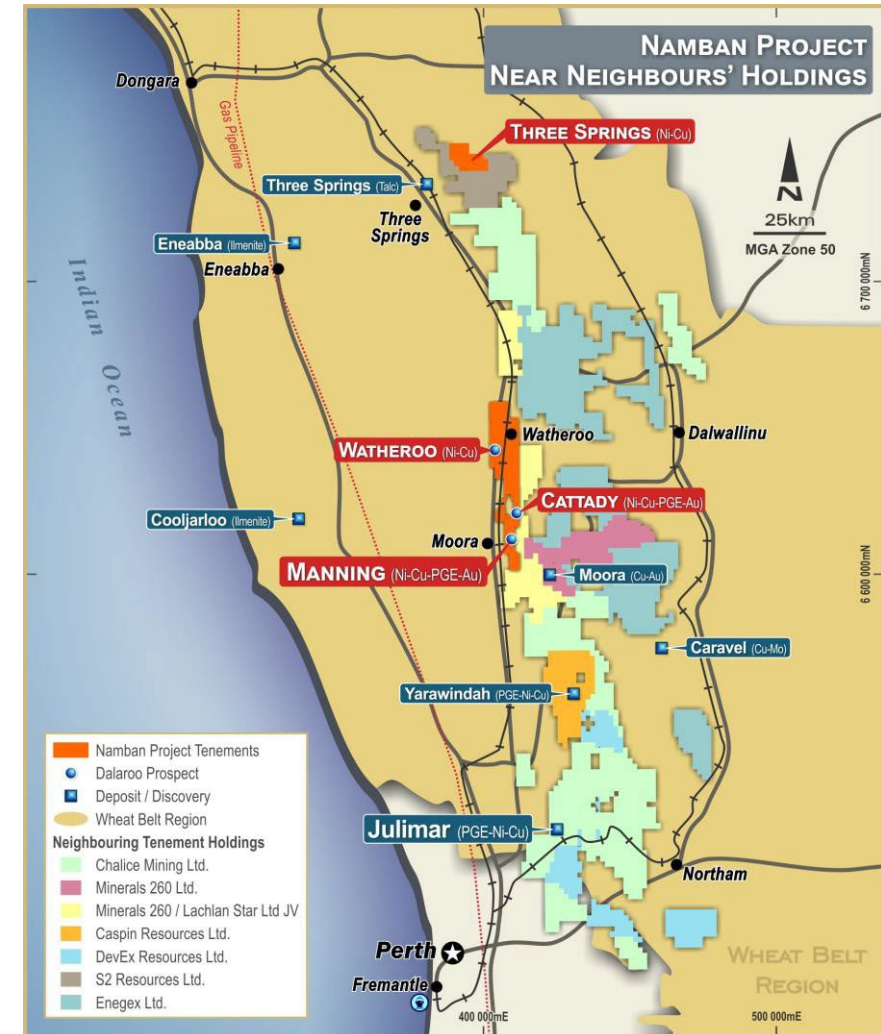 NAMBAN PROJECT
NEAR NEIGHBOURS' HOLDINGS
Dongara
Gas Pipeline
THREE SPRINGS (Ni-Cu)
N
25km
MGA Zone 50
Three Springs (Talc)
Three
Springs
Eneabba (Ilmenite)
Eneabba
6 700 000mN
Indian Ocean
Watheroo
Dalwallinu
WATHEROO (Ni-Cu)
CATTADY (Ni-Cu-PGE-Au)
Cooljarloo (Ilmenite)
Moora
MANNING (Ni-Cu-PGE-Au)
Moora (Cu-Au)
6 600 000mN
Caravel (Cu-Mo)
Yarawindah (PGE-Ni-Cu)
Namban Project Tenements
Dalaroo Prospect
Deposit / Discovery
Wheat Belt Region
Neighbouring Tenement Holdings
Chalice Mining Ltd.
Minerals 260 Ltd.
Minerals 260 / Lachlan Star Ltd JV
Caspin Resources Ltd.
DevEx Resources Ltd.
S2 Resources Ltd.
Enegex Ltd.
Julimar (PGE-Ni-Cu)
Northam
Perth
Fremantle
WHEAT BELT
REGION
400 000mE
500 000mE